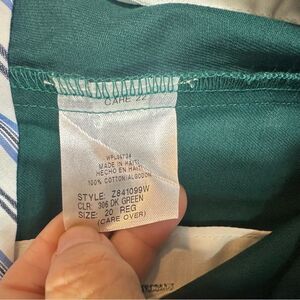 CARE 22
MADE IN HAITI
HECHO EN HAITI
100% COTTON/ALGODON
STYLE: Z841099W
CLR: 306 DK GREEN
SIZE: 20 REG
(CARE OVER)